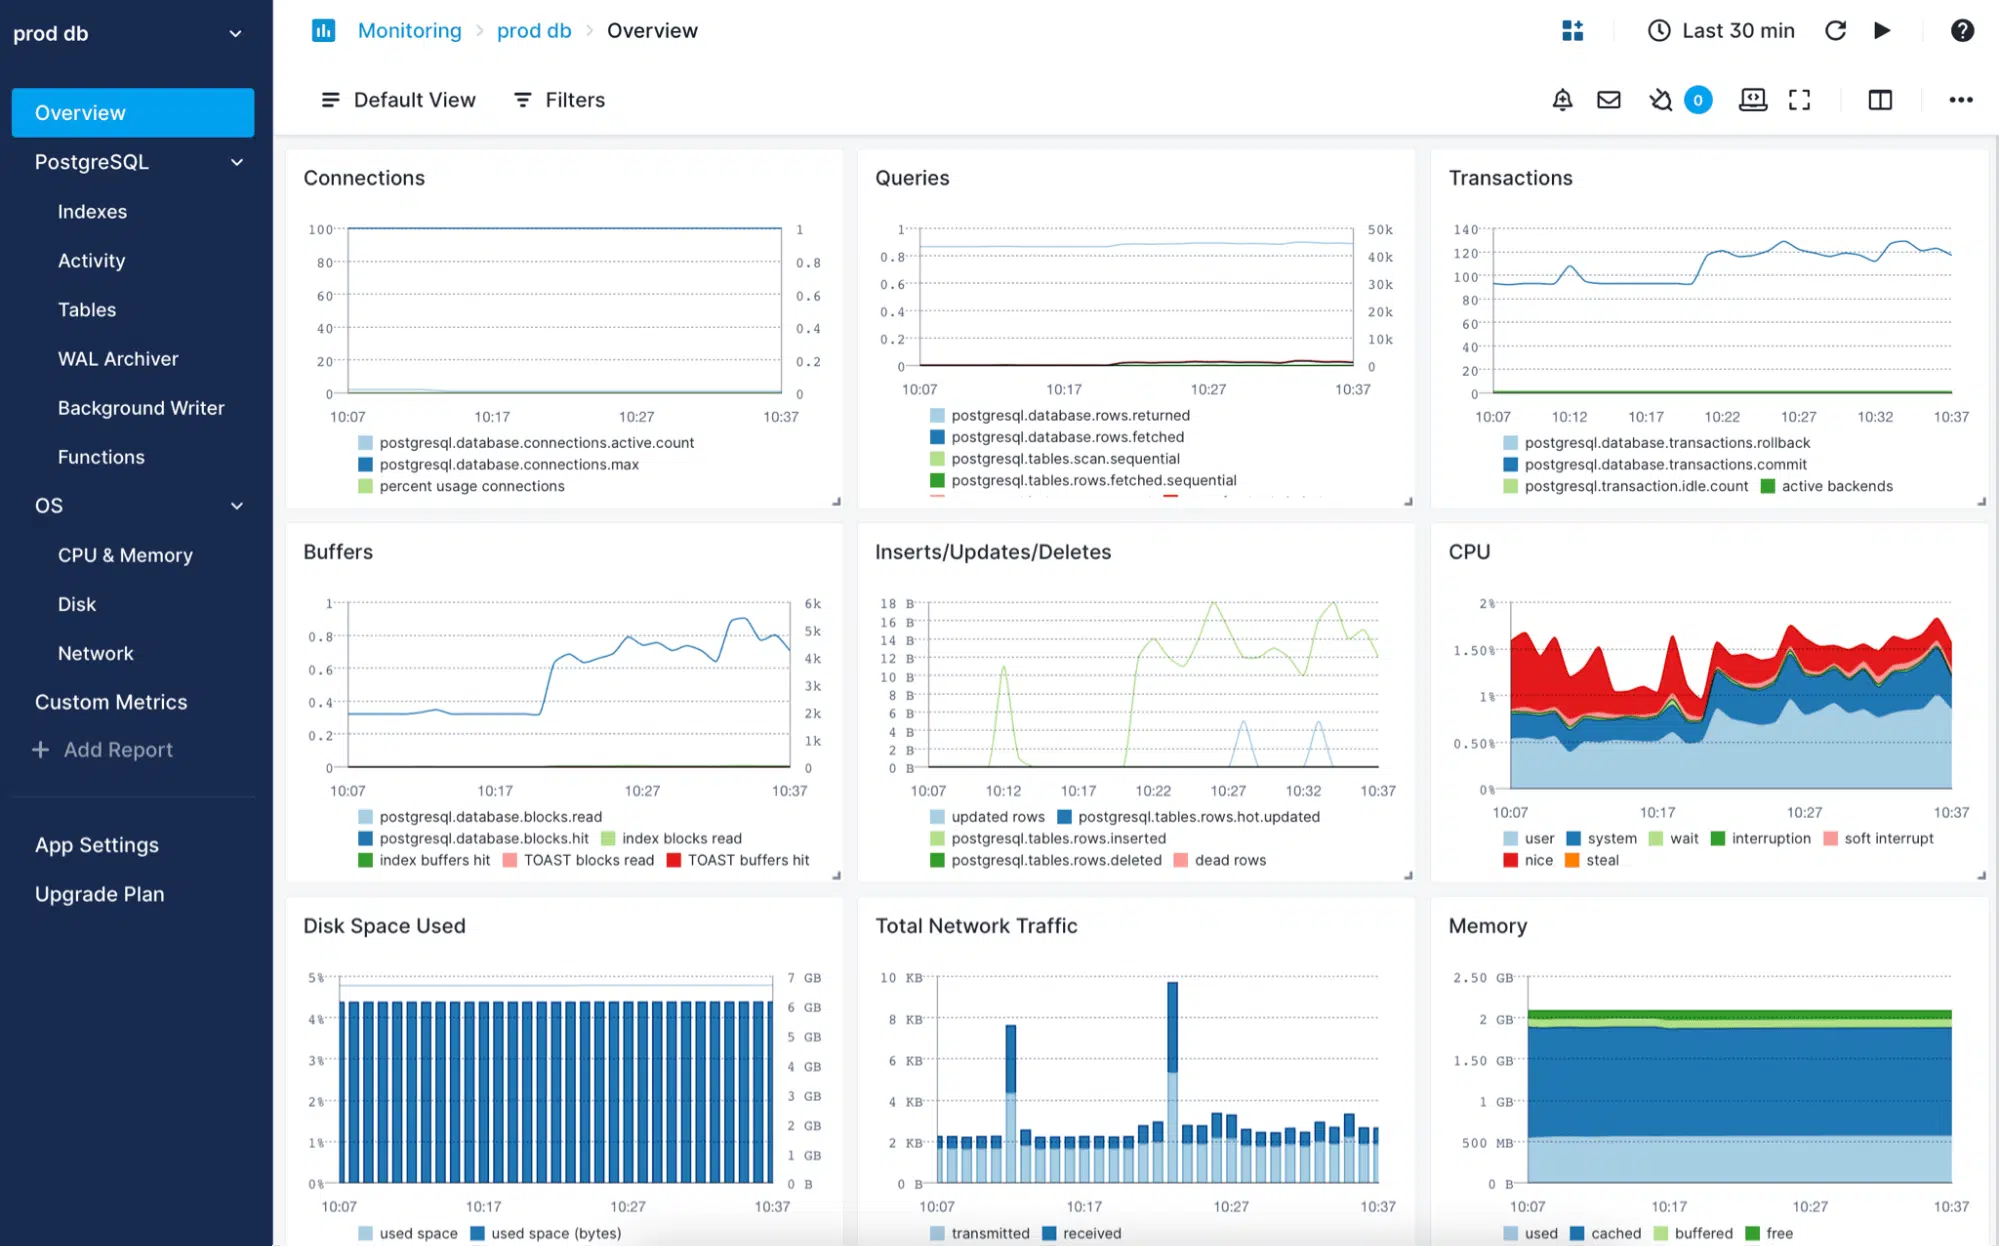 prod db
Overview
PostgreSQL
Indexes
Activity
Tables
WAL Archiver
Background Writer
Functions
OS
CPU & Memory
Disk
Network
Custom Metrics
+ Add Report
App Settings
Upgrade Plan
Monitoring > prod db > Overview
Last 30 min
?
Default View
Filters
0
Connections
100 1
80 0.8
60 0.6
40 0.4
20 0.2
0 0
10:07 10:17 10:27 10:37
postgresql.database.connections.active.count
postgresql.database.connections.max
percent usage connections
Queries
1 50k
0.8 40k
0.6 30k
0.4 20k
0.2 10k
0 0
10:07 10:17 10:27 10:37
postgresql.database.rows.returned
postgresql.database.rows.fetched
postgresql.tables.scan.sequential
postgresql.tables.rows.fetched.sequential
Transactions
140
120
100
80
60
40
20
0
10:07 10:12 10:17 10:22 10:27 10:32 10:37
postgresql.database.transactions.rollback
postgresql.database.transactions.commit
postgresql.transaction.idle.count active backends
Buffers
1 6k
0.8 5k
0.6 4k
0.4 3k
0.2 2k
0 1k
0
10:07 10:17 10:27 10:37
postgresql.database.blocks.read
postgresql.database.blocks.hit index blocks read
index buffers hit TOAST blocks read TOAST buffers hit
Inserts/Updates/Deletes
18 B
16 B
14 B
12 B
10 B
8 B
6 B
4 B
2 B
0 B
10:07 10:12 10:17 10:22 10:27 10:32 10:37
updated rows postgresql.tables.rows.hot.updated
postgresql.tables.rows.inserted
postgresql.tables.rows.deleted dead rows
CPU
2%
1.50%
1%
0.50%
0%
10:07 10:17 10:27 10:37
user system wait interruption soft interrupt
nice steal
Disk Space Used
5% 7 GB
4% 6 GB
3% 5 GB
2% 4 GB
1% 3 GB
0% 2 GB
1 GB
0 B
10:07 10:17 10:27 10:37
used space used space (bytes)
Total Network Traffic
10 KB
8 KB
6 KB
4 KB
2 KB
0 B
10:07 10:17 10:27 10:37
transmitted received
Memory
2.50 GB
2 GB
1.50 GB
1 GB
500 MB
0 B
10:07 10:17 10:27 10:37
used cached buffered free